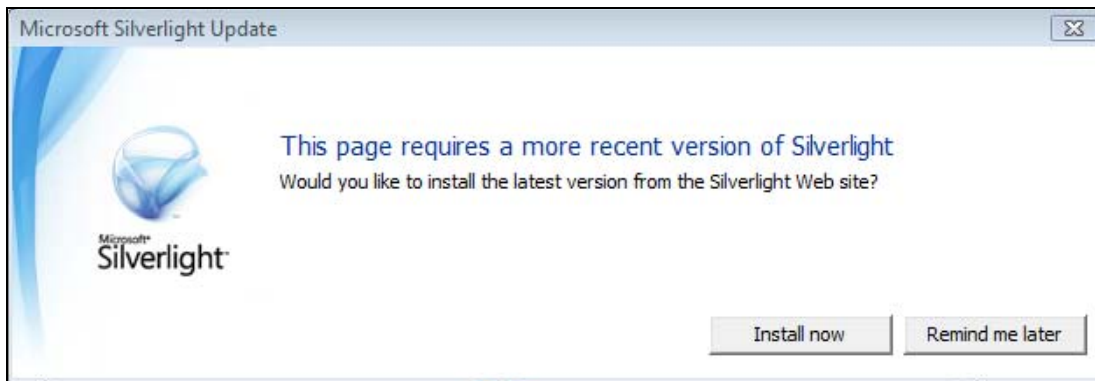 Microsoft Silverlight Update
This page requires a more recent version of Silverlight
Would you like to install the latest version from the Silverlight Web site?
Microsoft®
Silverlight™
Install now
Remind me later